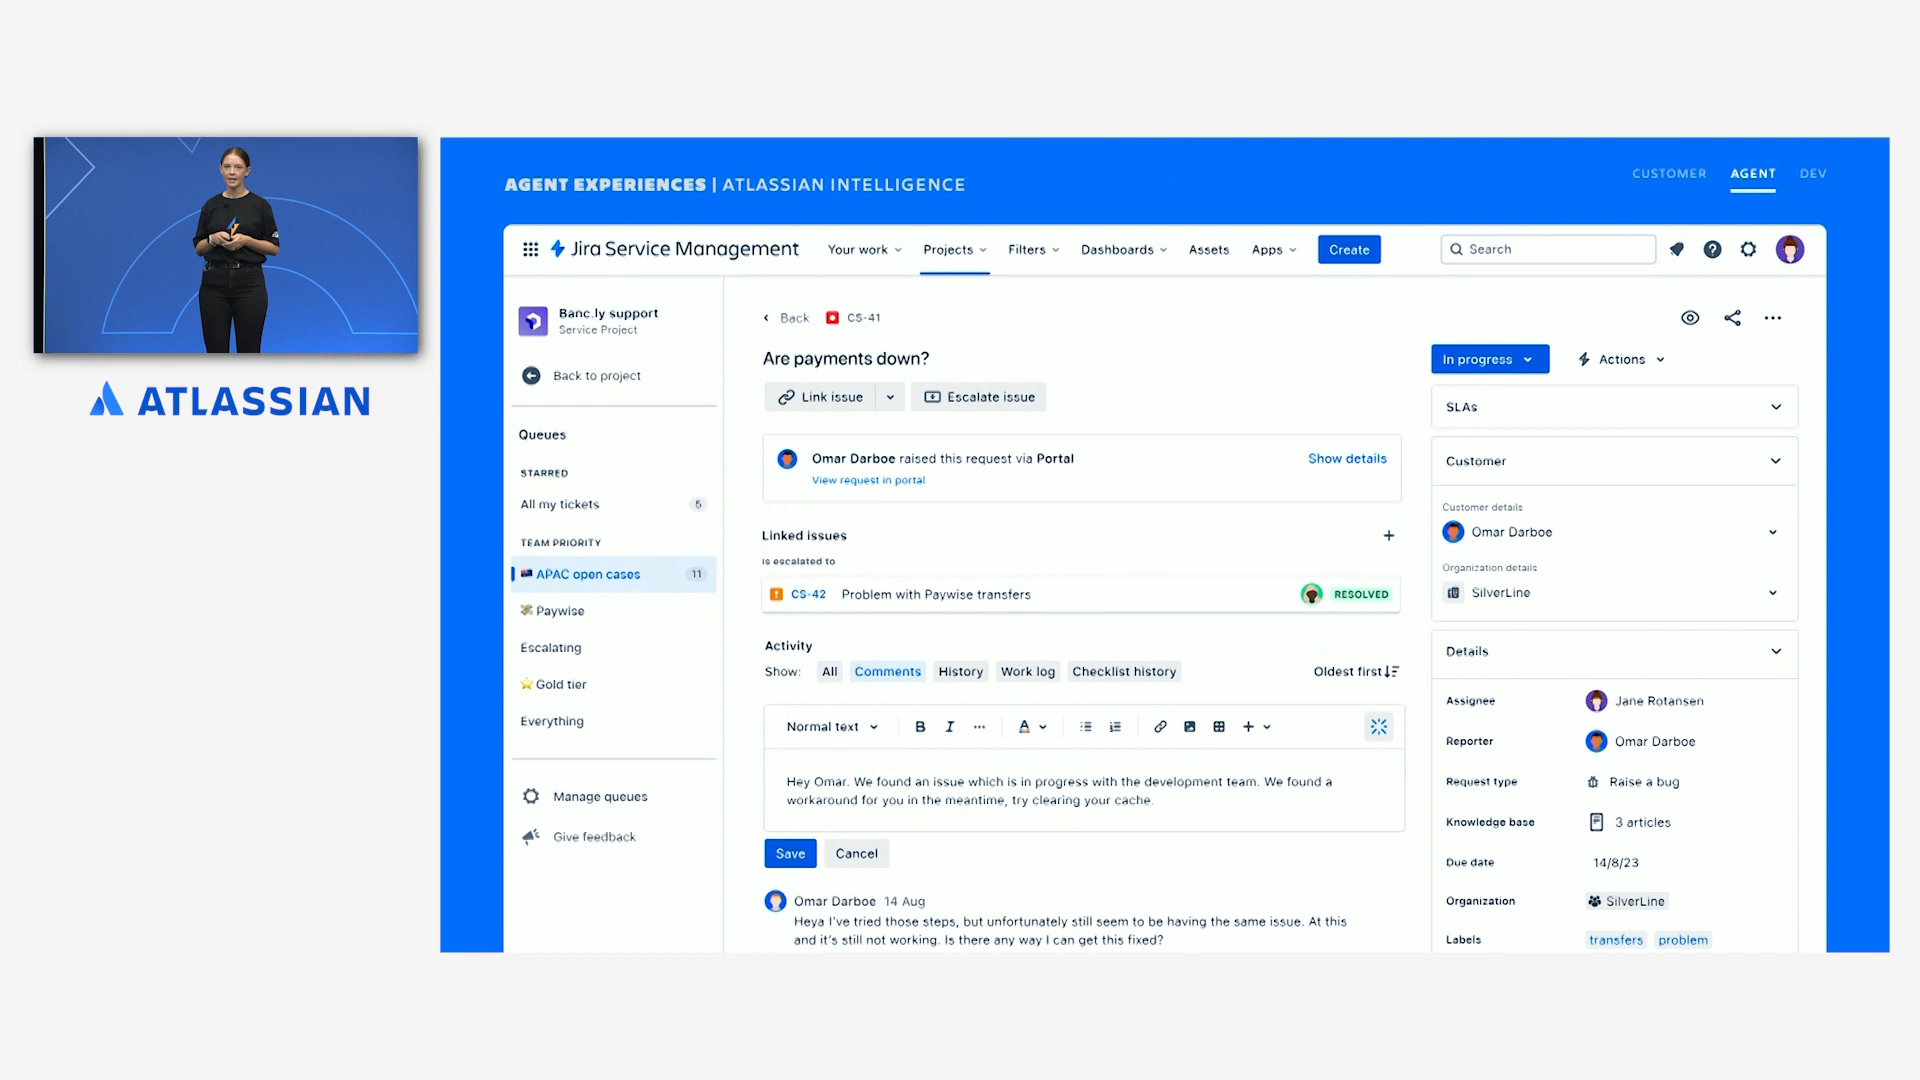 ATLASSIAN
AGENT EXPERIENCES | ATLASSIAN INTELLIGENCE
CUSTOMER AGENT DEV
Jira Service Management Your work Projects Filters Dashboards Assets Apps Create Search
Banc.ly support
Service Project
Back to project
Queues
STARRED
All my tickets 5
TEAM PRIORITY
APAC open cases 11
Paywise
Escalating
Gold tier
Everything
Manage queues
Give feedback
Back CS-41
Are payments down?
Link issue Escalate issue
Omar Darboe raised this request via Portal Show details
View request in portal
Linked issues
is escalated to
CS-42 Problem with Paywise transfers RESOLVED
Activity
Show: All Comments History Work log Checklist history Oldest first
Normal text B I ... A
Hey Omar. We found an issue which is in progress with the development team. We found a
workaround for you in the meantime, try clearing your cache.
Save Cancel
Omar Darboe 14 Aug
Heya I've tried those steps, but unfortunately still seem to be having the same issue. At this
and it's still not working. Is there any way I can get this fixed?
In progress Actions
SLAs
Customer
Customer details
Omar Darboe
Organization details
SilverLine
Details
Assignee Jane Rotansen
Reporter Omar Darboe
Request type Raise a bug
Knowledge base 3 articles
Due date 14/8/23
Organization SilverLine
Labels transfers problem